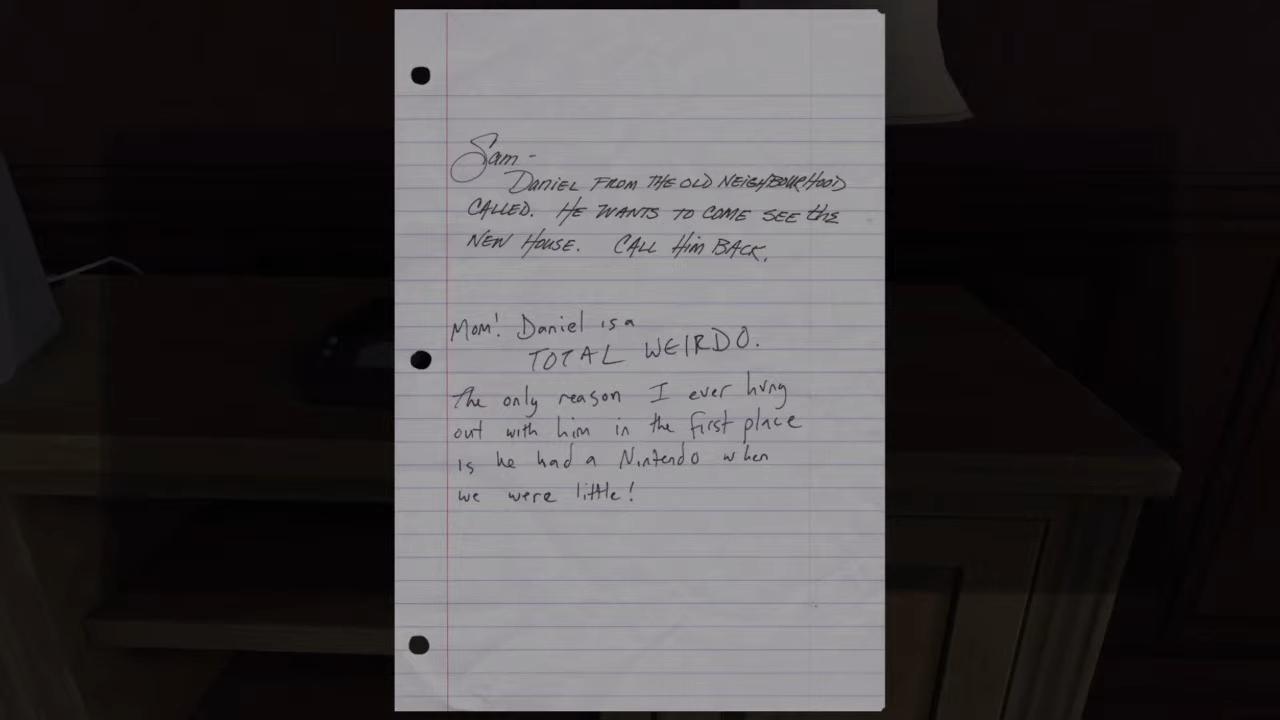 Sam -
DANIEL FROM THE OLD NEIGHBOURHOOD
CALLED. HE WANTS TO COME SEE the
NEW HOUSE. CALL HIM BACK.
Mom! Daniel is a
TOTAL WEIRDO.
The only reason I ever hung
out with him in the first place
is he had a Nintendo when
we were little!